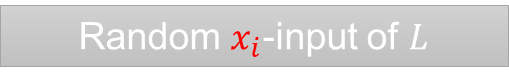 Random 𝑥ᵢ-input of 𝐿